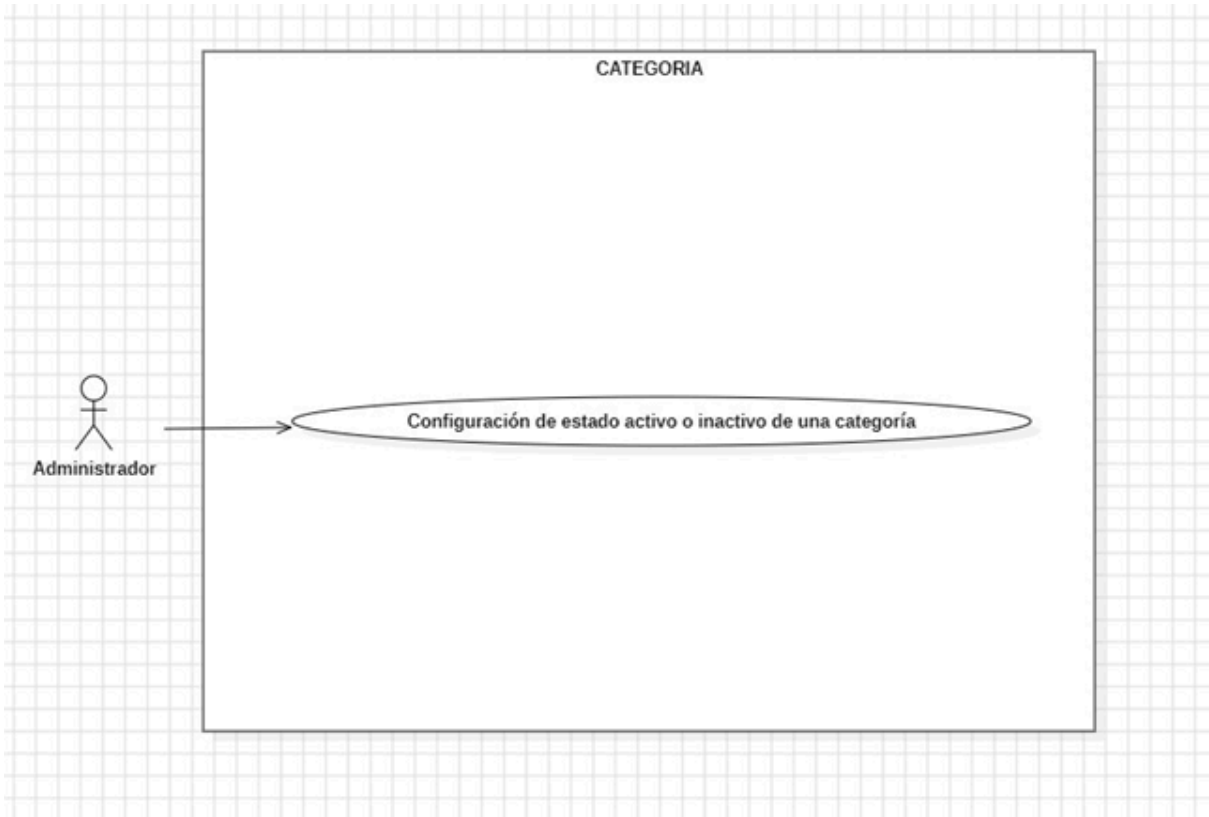 CATEGORIA
Configuración de estado activo o inactivo de una categoría
Administrador